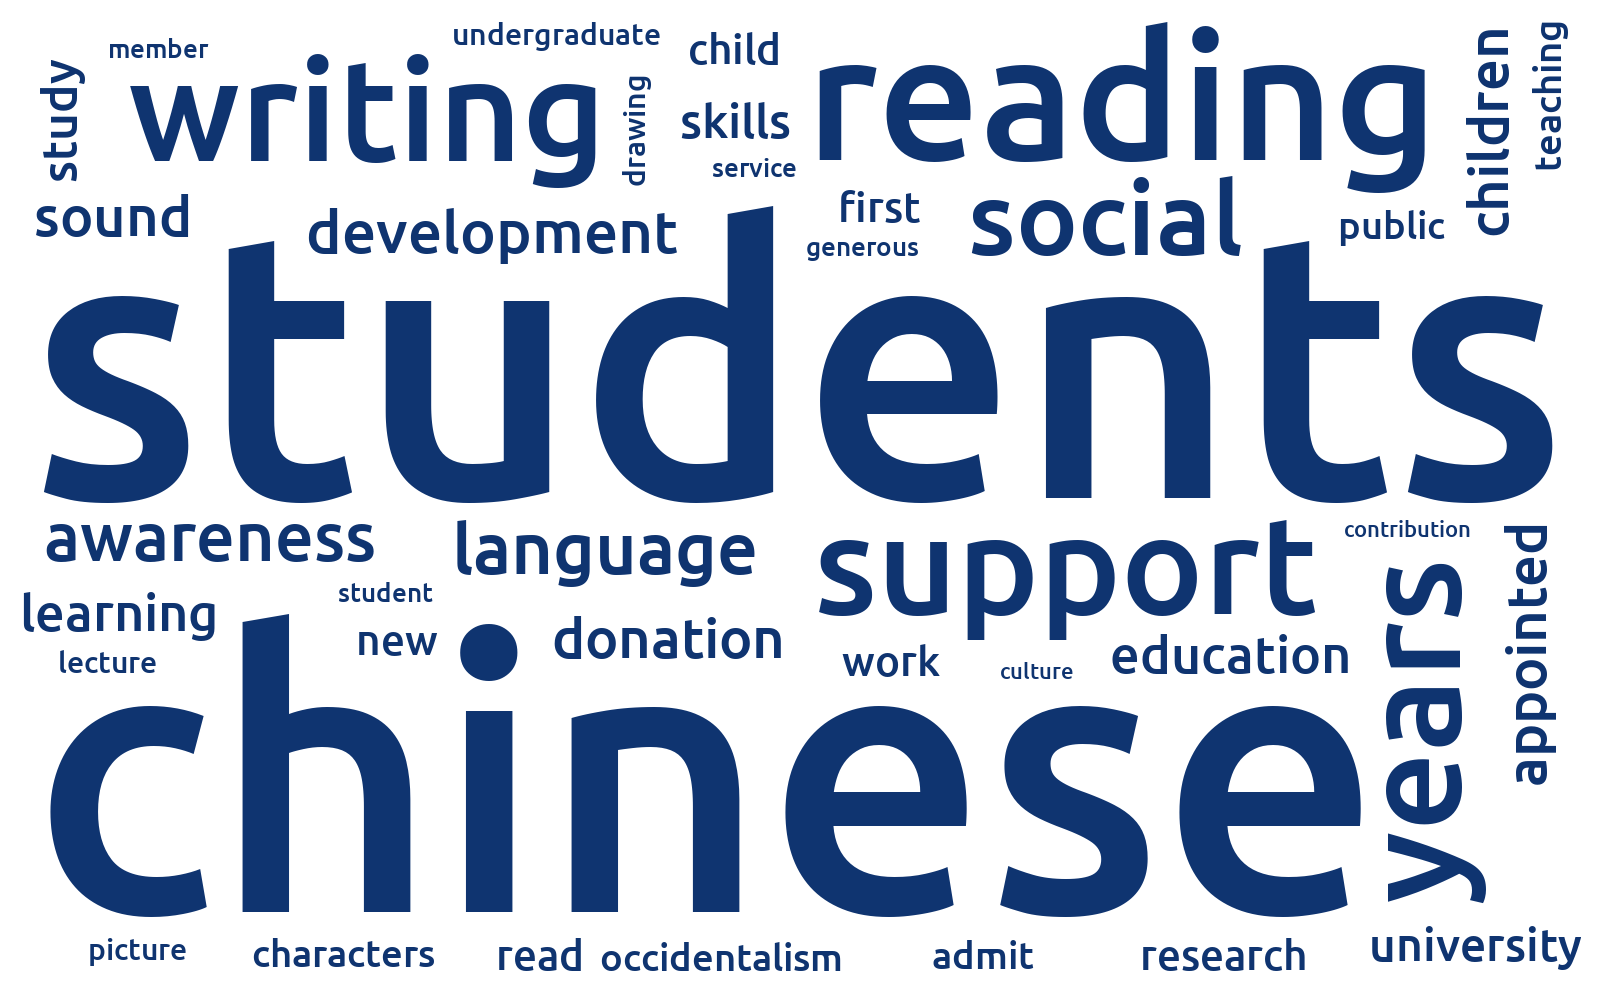 member
undergraduate
child
reading
children
teaching
study
writing
drawing
skills
service
sound
development
first
generous
social
public
students
awareness
language
support
contribution
appointed
learning
student
new
donation
work
culture
education
years
lecture
chinese
picture
characters
read
occidentalism
admit
research
university